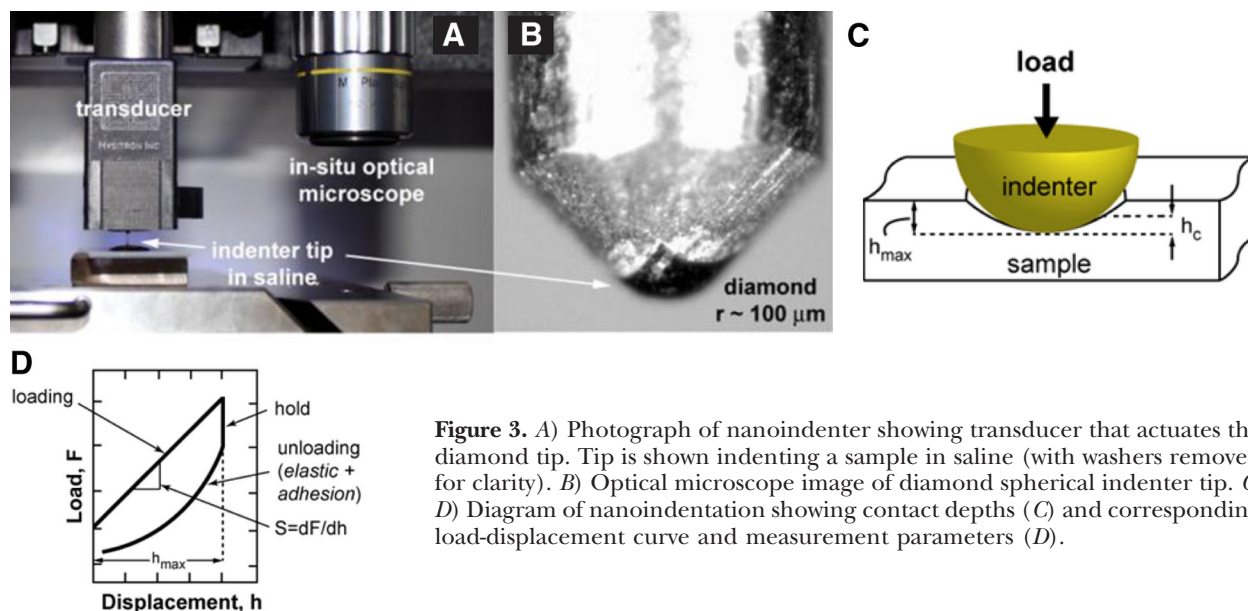 A
B
C
transducer
HYSITRON INC
in-situ optical
microscope
indenter tip
in saline
diamond
r ~ 100 μm
load
indenter
h_max
h_c
sample
D
loading
hold
unloading
(elastic +
adhesion)
S=dF/dh
h_max
Load, F
Displacement, h
Figure 3. A) Photograph of nanoindenter showing transducer that actuates th
diamond tip. Tip is shown indenting a sample in saline (with washers remove
for clarity). B) Optical microscope image of diamond spherical indenter tip.
D) Diagram of nanoindentation showing contact depths (C) and correspondin
load-displacement curve and measurement parameters (D).